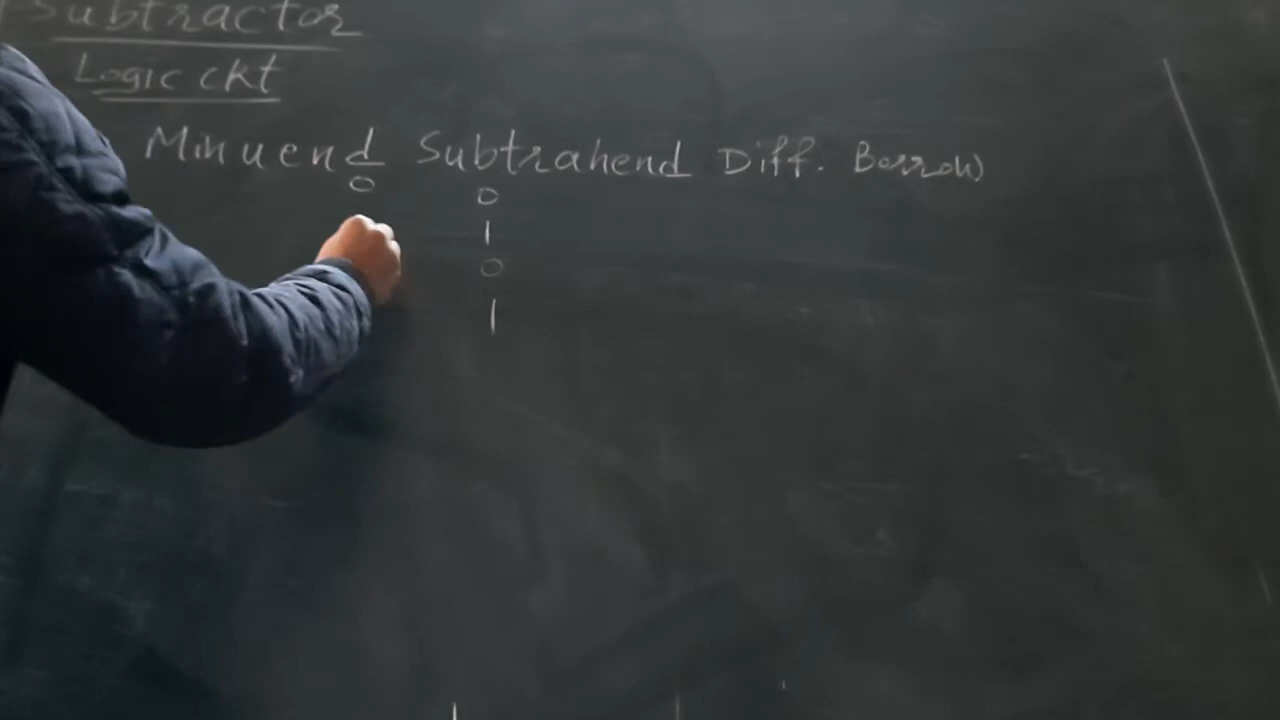 Subtractor
Logic ckt
Minuend Subtrahend Diff. Borrow
0 0
1
0
1